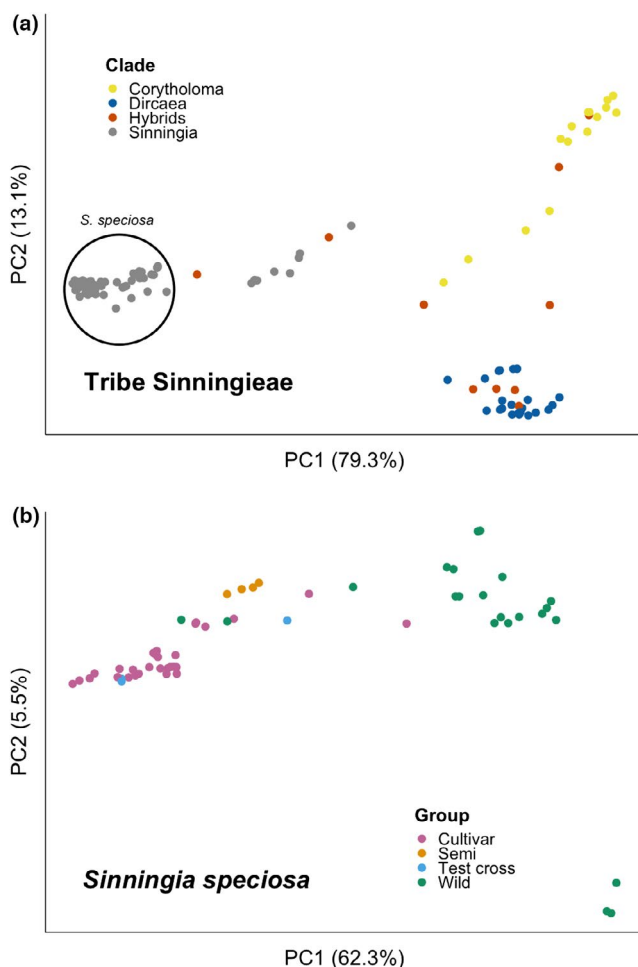 (a)
Clade
Corytholoma
Dircaea
Hybrids
Sinningia
S. speciosa
PC2 (13.1%)
Tribe Sinningieae
PC1 (79.3%)
(b)
PC2 (5.5%)
Group
Cultivar
Semi
Test cross
Wild
Sinningia speciosa
PC1 (62.3%)